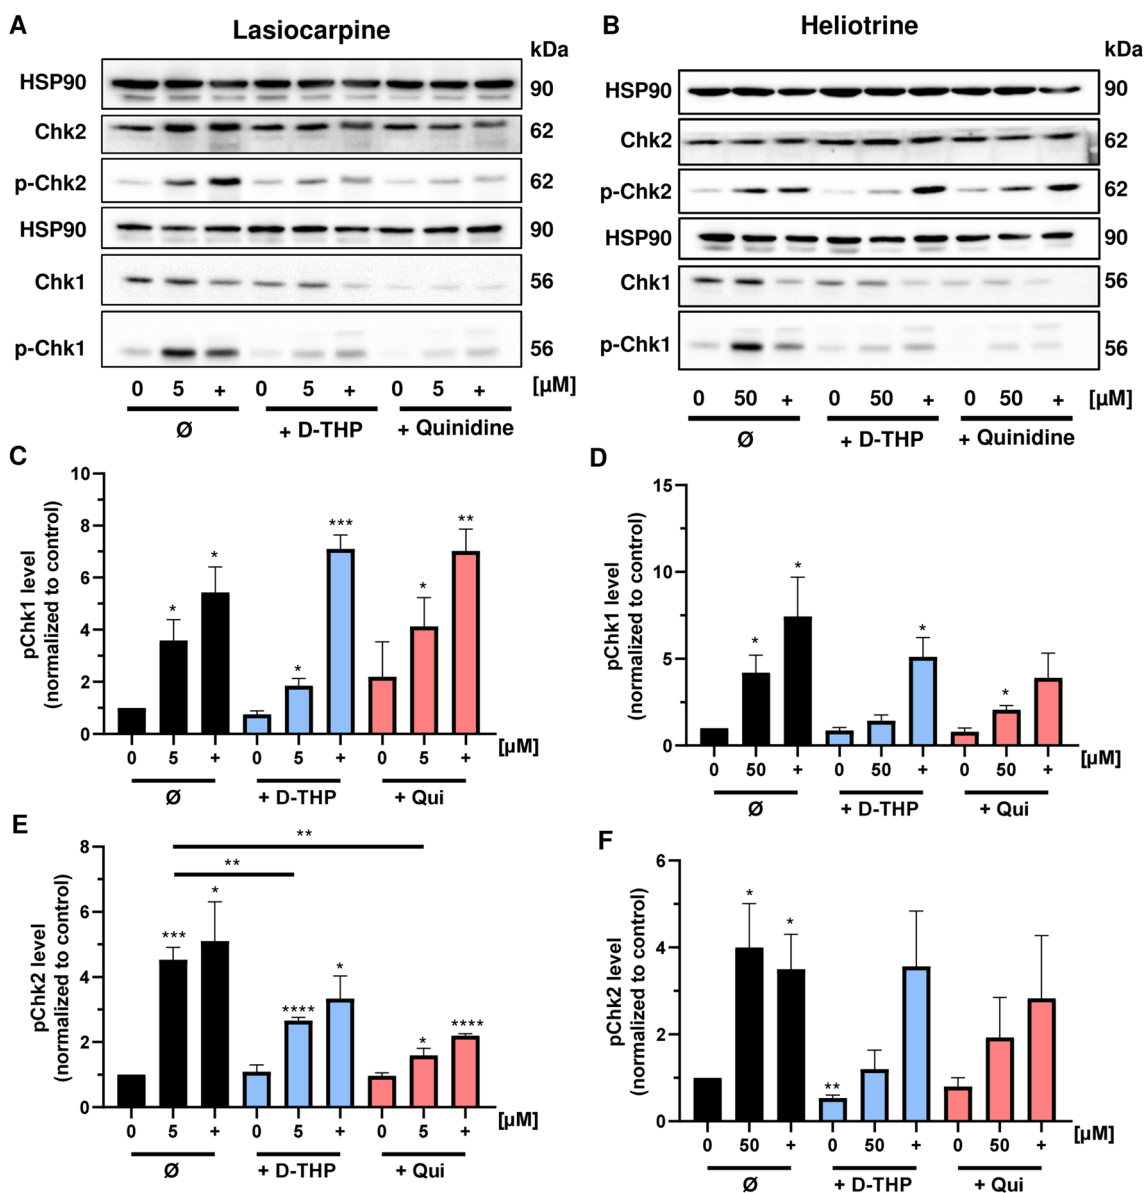 A
Lasiocarpine
kDa
HSP90
90
Chk2
62
p-Chk2
62
HSP90
90
Chk1
56
p-Chk1
56
0 5 + 0 5 + 0 5 + [µM]
Ø + D-THP + Quinidine
B
Heliotrine
kDa
HSP90
90
Chk2
62
p-Chk2
62
HSP90
90
Chk1
56
p-Chk1
56
0 50 + 0 50 + 0 50 + [µM]
Ø + D-THP + Quinidine
C
pChk1 level
(normalized to control)
10
8
6
4
2
0
* * * *** * **
0 5 + 0 5 + 0 5 + [µM]
Ø + D-THP + Qui
D
pChk1 level
(normalized to control)
15
10
5
0
* * * *
0 50 + 0 50 + 0 50 + [µM]
Ø + D-THP + Qui
E
pChk2 level
(normalized to control)
8
6
4
2
0
**
**
*** * **** * * ****
0 5 + 0 5 + 0 5 + [µM]
Ø + D-THP + Qui
F
pChk2 level
(normalized to control)
6
4
2
0
* * **
0 50 + 0 50 + 0 50 + [µM]
Ø + D-THP + Qui